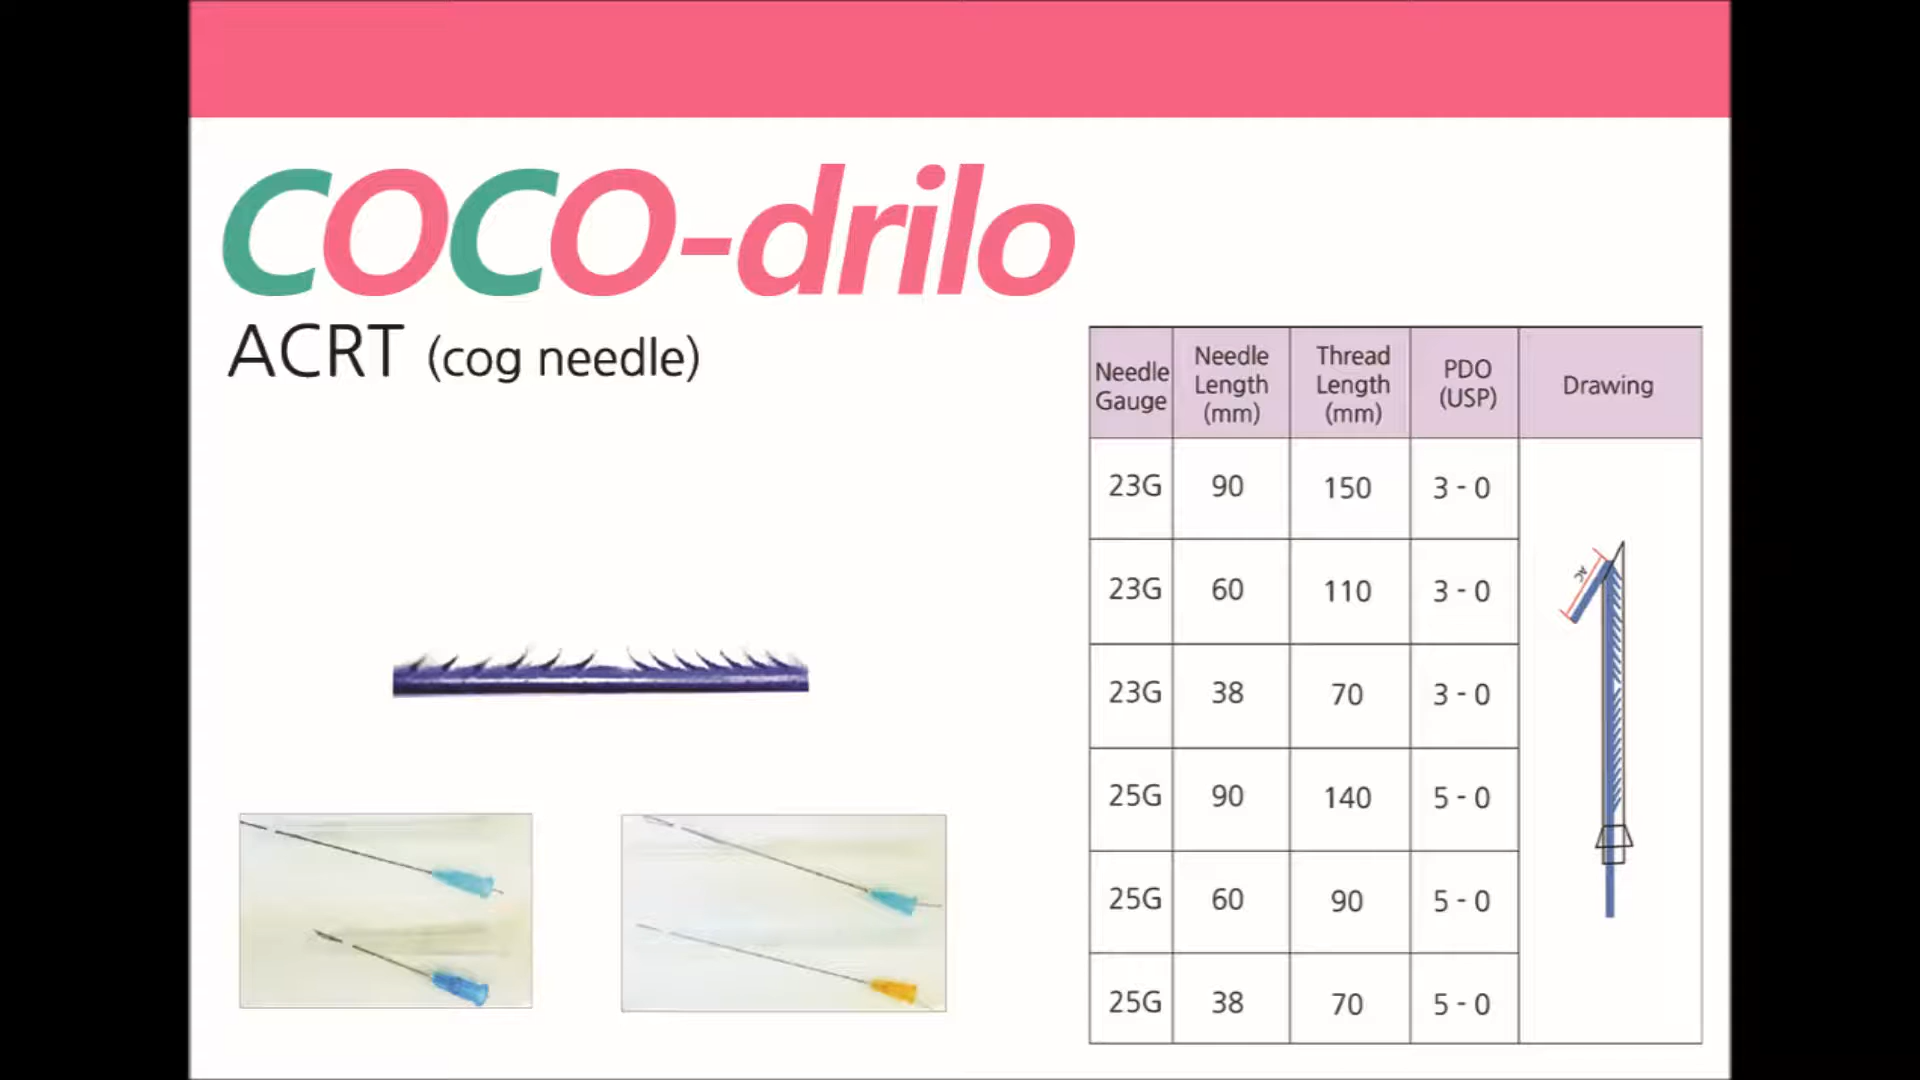 COCO-drilo
ACRT (cog needle)
Needle Gauge
Needle Length (mm)
Thread Length (mm)
PDO (USP)
Drawing
23G 90 150 3 - 0
23G 60 110 3 - 0
23G 38 70 3 - 0
25G 90 140 5 - 0
25G 60 90 5 - 0
25G 38 70 5 - 0
AC